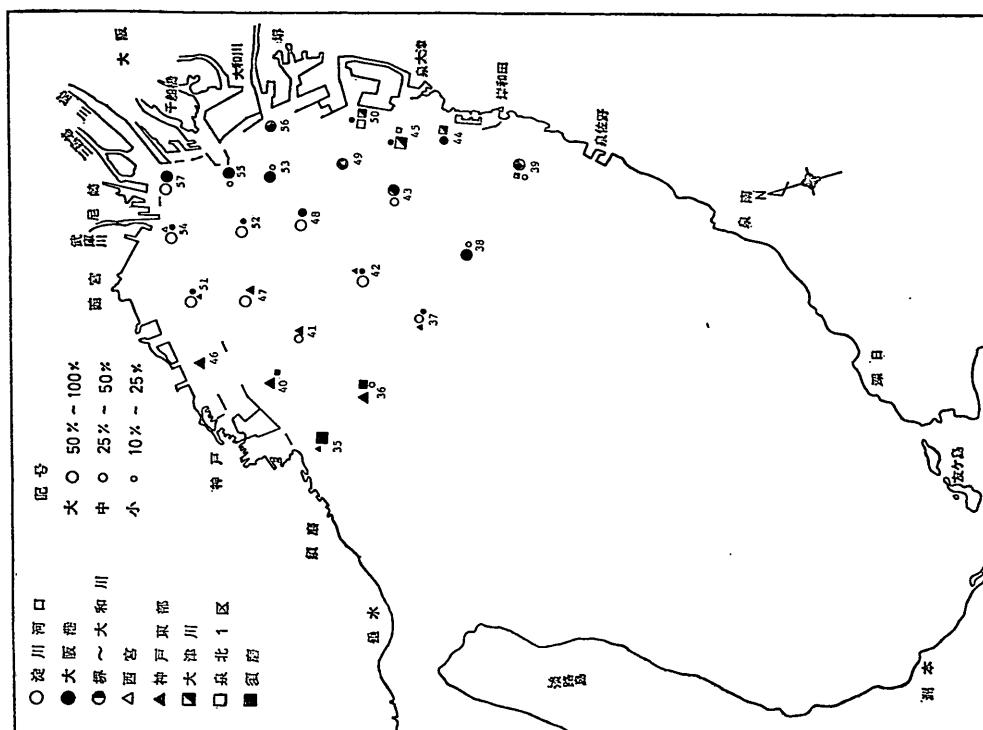 記号
大 ○ 50%~100%
中 ○ 25%~50%
小 ○ 10%~25%
○ 淀川河口
● 大阪港
堺~大和川
△ 西宮
▲ 神戸東部
大津川
□ 泉北1区
■ 須磨
大阪
淀川
大和川
堺
泉大津
岸和田
泉佐野
泉南
N
尼崎
武庫川
西宮
神戸
須磨
垂水
淡路島
洲本
友ケ島
35
36
37
38
39
40
41
42
43
44
45
46
47
48
49
50
51
52
53
54
55
56
57